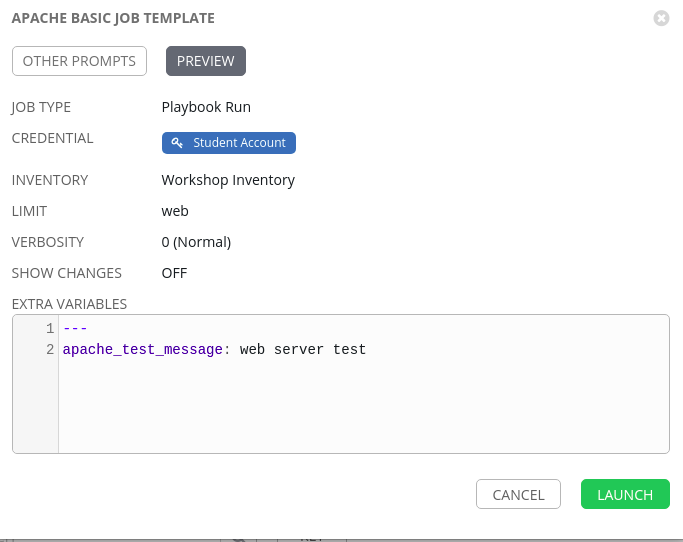 APACHE BASIC JOB TEMPLATE
OTHER PROMPTS PREVIEW
JOB TYPE Playbook Run
CREDENTIAL Student Account
INVENTORY Workshop Inventory
LIMIT web
VERBOSITY 0 (Normal)
SHOW CHANGES OFF
EXTRA VARIABLES
1 ---
2 apache_test_message: web server test
CANCEL LAUNCH